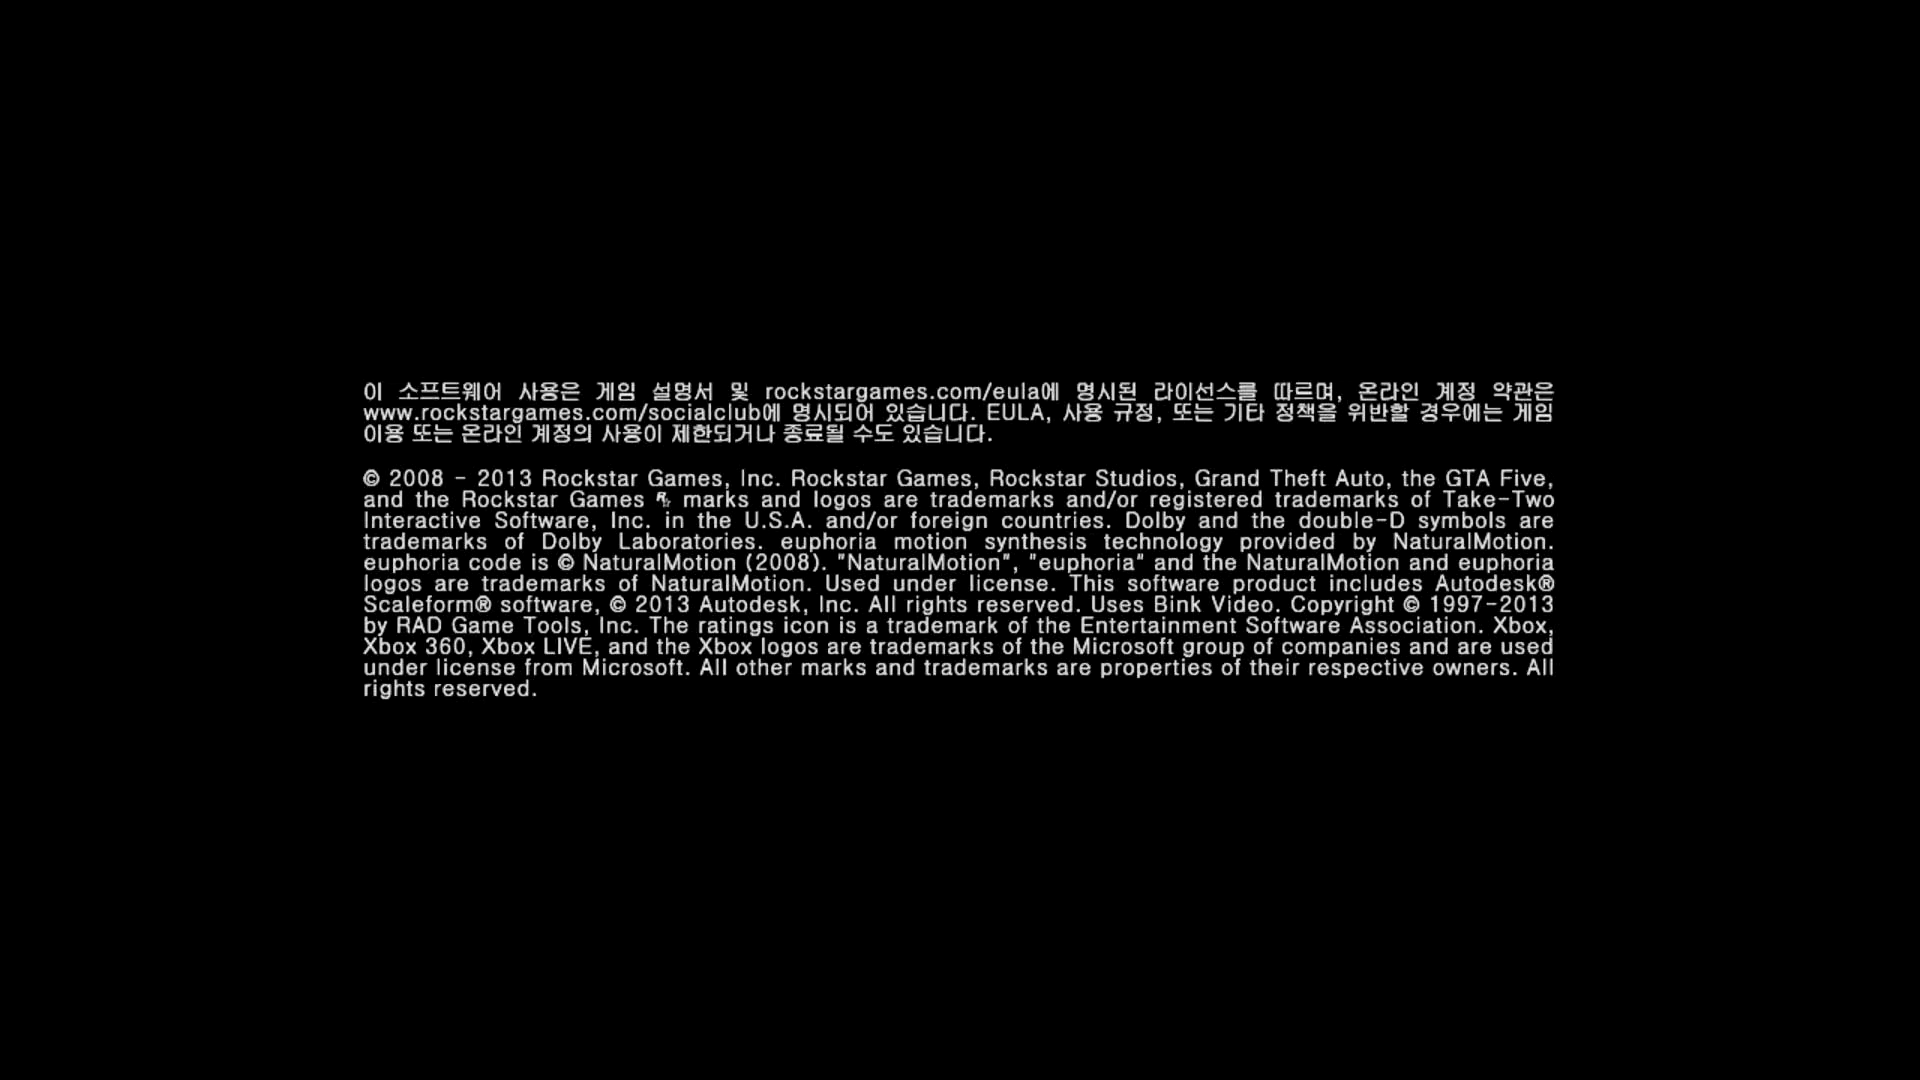 이 소프트웨어 사용은 게임 설명서 및 rockstargames.com/eula에 명시된 라이선스를 따르며, 온라인 계정 약관은
www.rockstargames.com/socialclub에 명시되어 있습니다. EULA, 사용 규정, 또는 기타 정책을 위반할 경우에는 게임
이용 또는 온라인 계정의 사용이 제한되거나 종료될 수도 있습니다.
© 2008 - 2013 Rockstar Games, Inc. Rockstar Games, Rockstar Studios, Grand Theft Auto, the GTA Five,
and the Rockstar Games R* marks and logos are trademarks and/or registered trademarks of Take-Two
Interactive Software, Inc. in the U.S.A. and/or foreign countries. Dolby and the double-D symbols are
trademarks of Dolby Laboratories. euphoria motion synthesis technology provided by NaturalMotion.
euphoria code is © NaturalMotion (2008). "NaturalMotion", "euphoria" and the NaturalMotion and euphoria
logos are trademarks of NaturalMotion. Used under license. This software product includes Autodesk®
Scaleform® software, © 2013 Autodesk, Inc. All rights reserved. Uses Bink Video. Copyright © 1997-2013
by RAD Game Tools, Inc. The ratings icon is a trademark of the Entertainment Software Association. Xbox,
Xbox 360, Xbox LIVE, and the Xbox logos are trademarks of the Microsoft group of companies and are used
under license from Microsoft. All other marks and trademarks are properties of their respective owners. All
rights reserved.